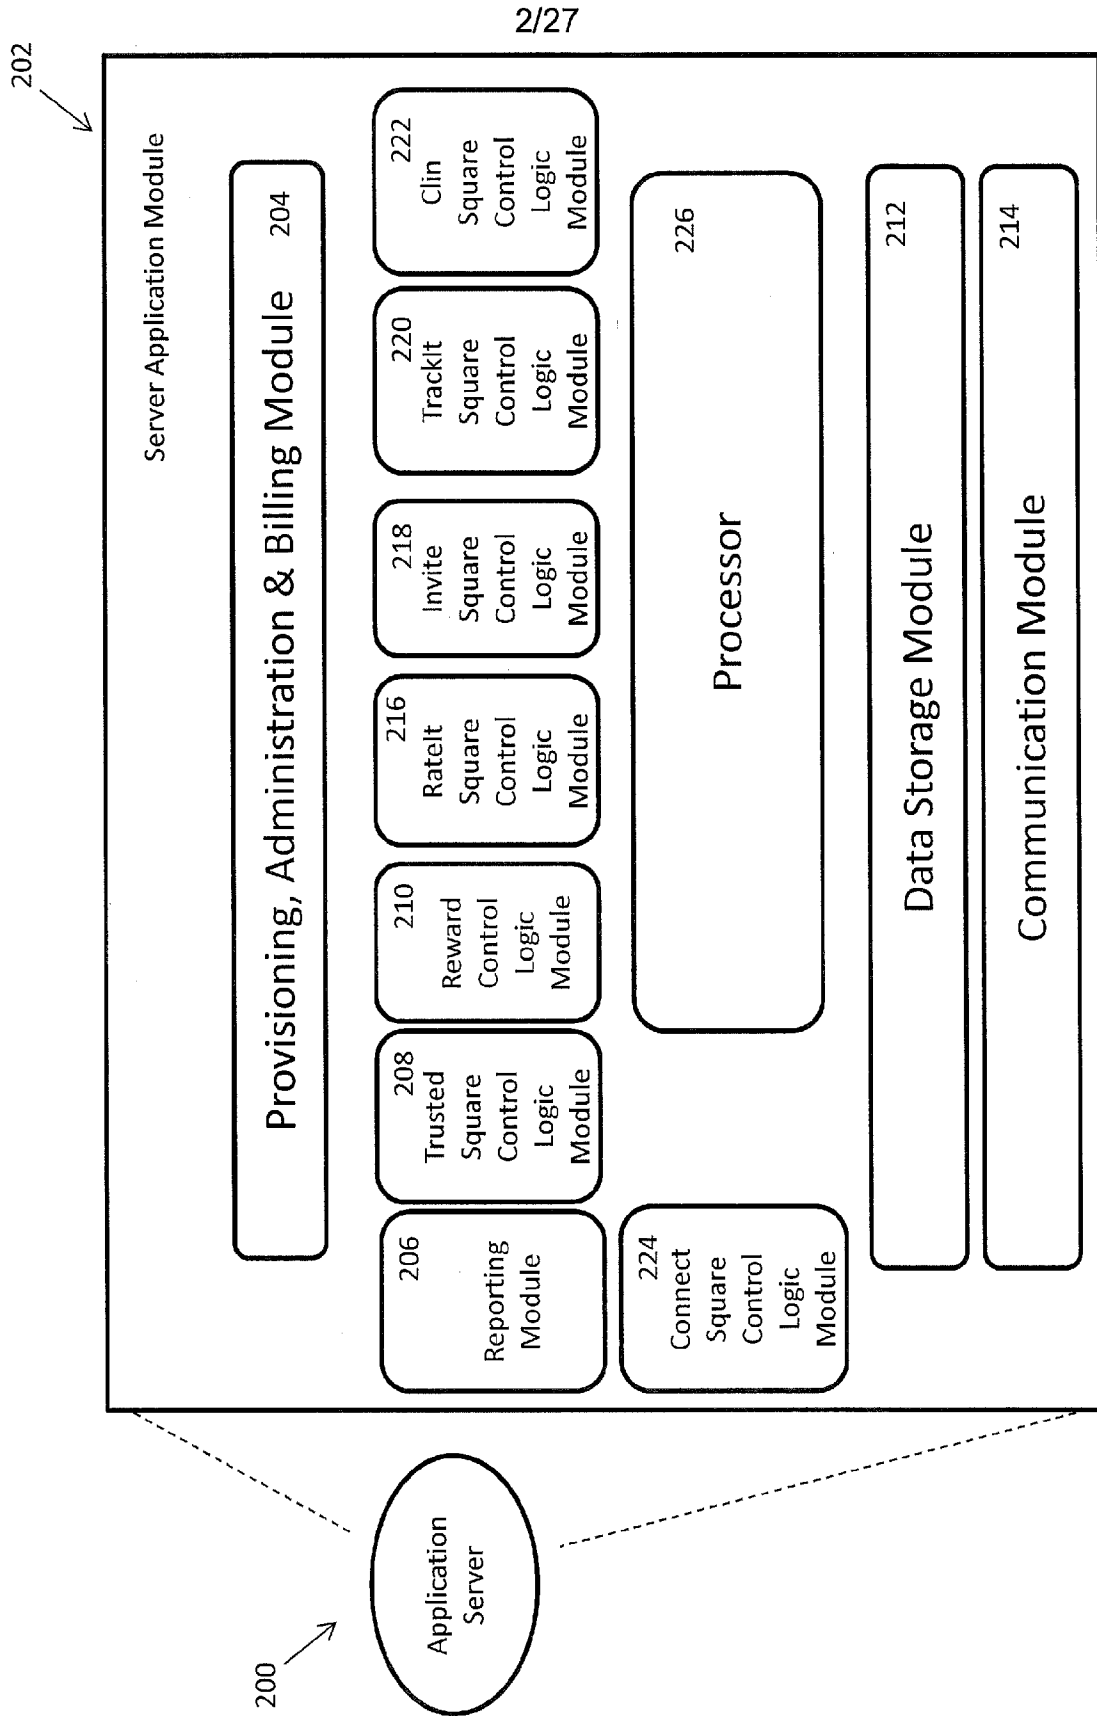 2/27
202
Server Application Module
Provisioning, Administration & Billing Module 204
206
Reporting
Module
208
Trusted
Square
Control
Logic
Module
210
Reward
Control
Logic
Module
216
RateIt
Square
Control
Logic
Module
218
Invite
Square
Control
Logic
Module
220
TrackIt
Square
Control
Logic
Module
222
Clin
Square
Control
Logic
Module
224
Connect
Square
Control
Logic
Module
226
Processor
Data Storage Module 212
Communication Module 214
Application
Server
200